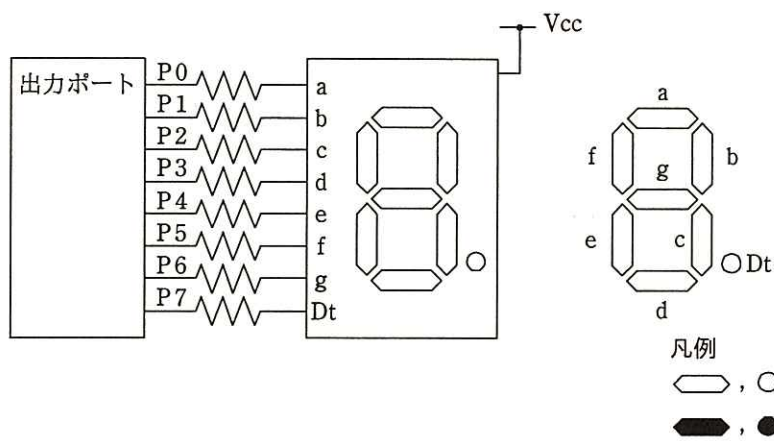 Vcc
出力ポート
P0 a
P1 b
P2 c
P3 d
P4 e
P5 f
P6 g
P7 Dt
a
f b
g
e c
Dt
d
凡例
,
,